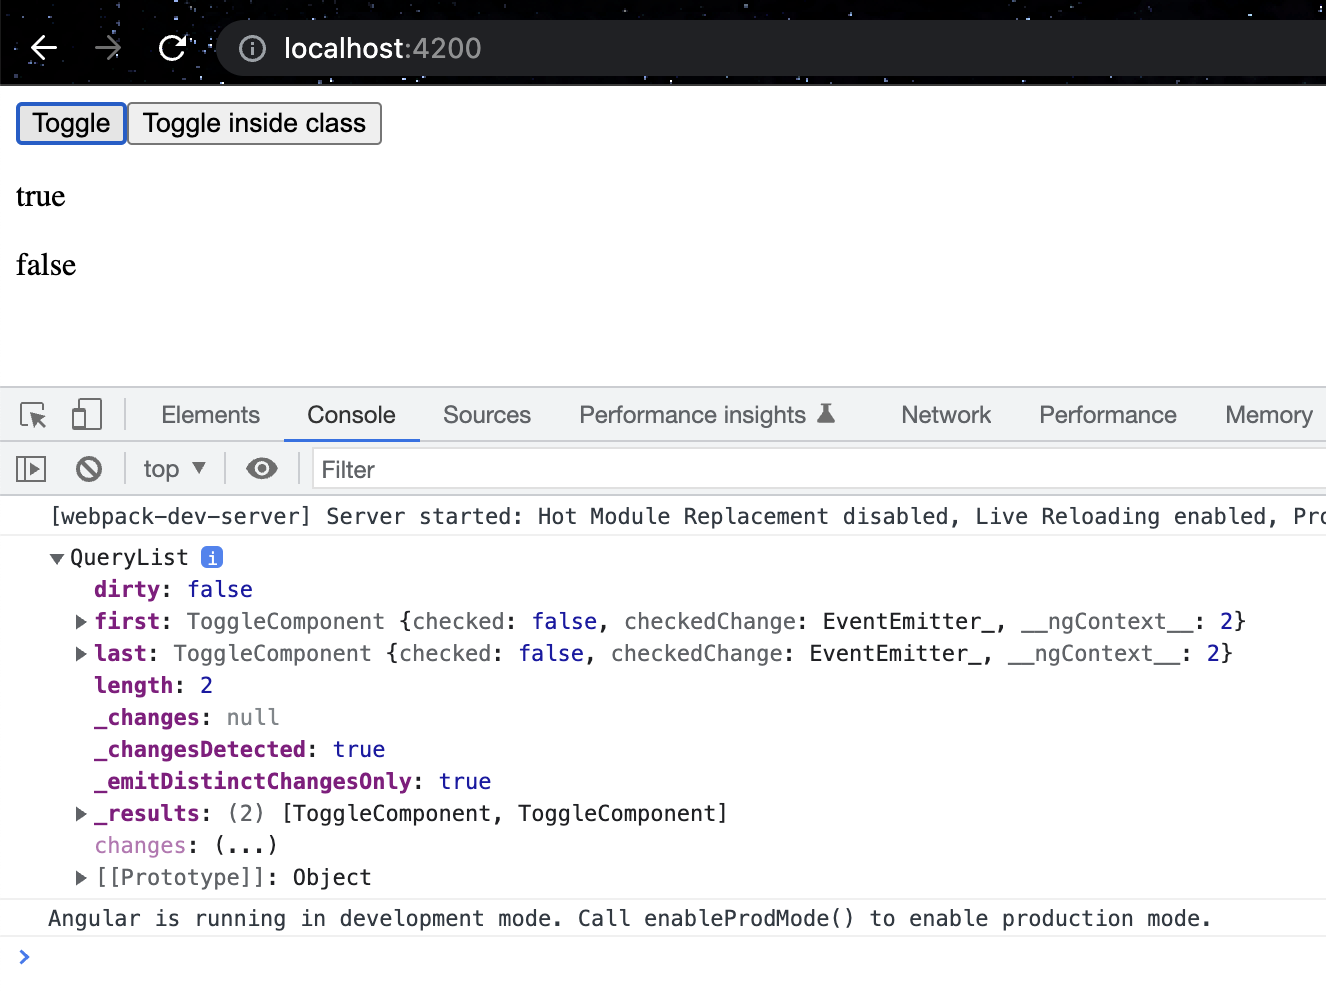 localhost:4200
Toggle Toggle inside class
true
false
Elements Console Sources Performance insights Network Performance Memory
top Filter
[webpack-dev-server] Server started: Hot Module Replacement disabled, Live Reloading enabled, Pro
QueryList i
dirty: false
first: ToggleComponent {checked: false, checkedChange: EventEmitter_, __ngContext__: 2}
last: ToggleComponent {checked: false, checkedChange: EventEmitter_, __ngContext__: 2}
length: 2
_changes: null
_changesDetected: true
_emitDistinctChangesOnly: true
_results: (2) [ToggleComponent, ToggleComponent]
changes: (...)
[[Prototype]]: Object
Angular is running in development mode. Call enableProdMode() to enable production mode.